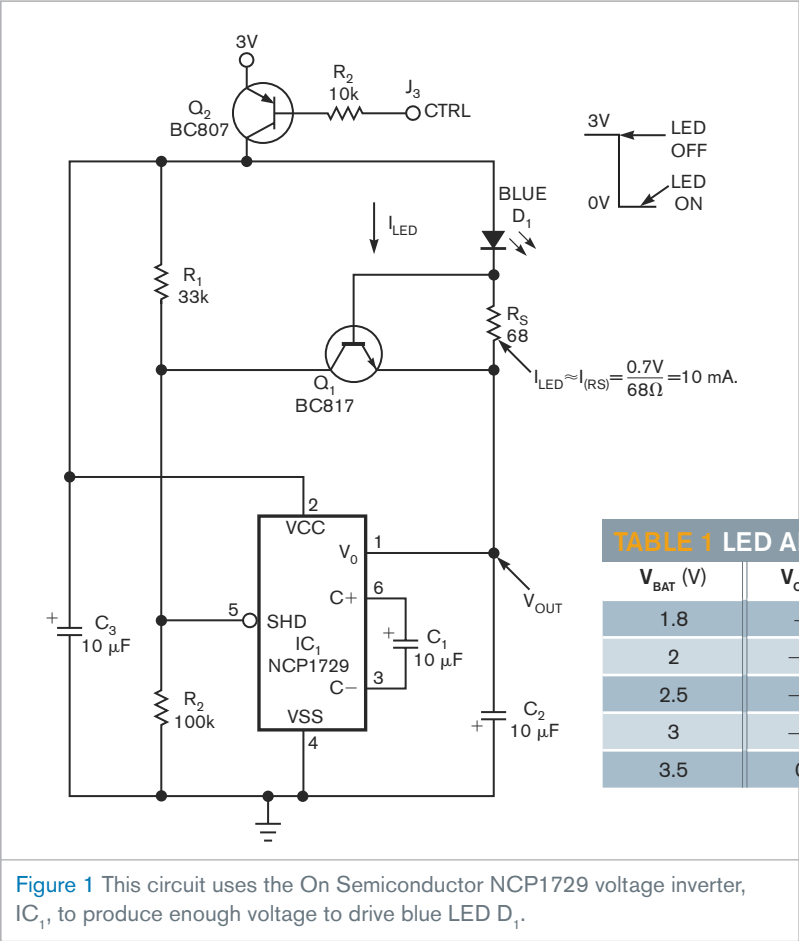 3V
R2
10k
J3
CTRL
Q2
BC807
3V
LED
OFF
0V
LED
ON
BLUE
D1
ILED
R1
33k
RS
68
ILED≈I(RS)=0.7V/68Ω=10 mA.
Q1
BC817
2
VCC
V0
1
C+
6
5
SHD
IC1
NCP1729
C−
3
VSS
4
+
C1
10 µF
VOUT
+
C3
10 µF
R2
100k
+
C2
10 µF
TABLE 1 LED A
VBAT (V)
1.8
–
2
–
2.5
–
3
–
3.5
Figure 1 This circuit uses the On Semiconductor NCP1729 voltage inverter,
IC1, to produce enough voltage to drive blue LED D1.